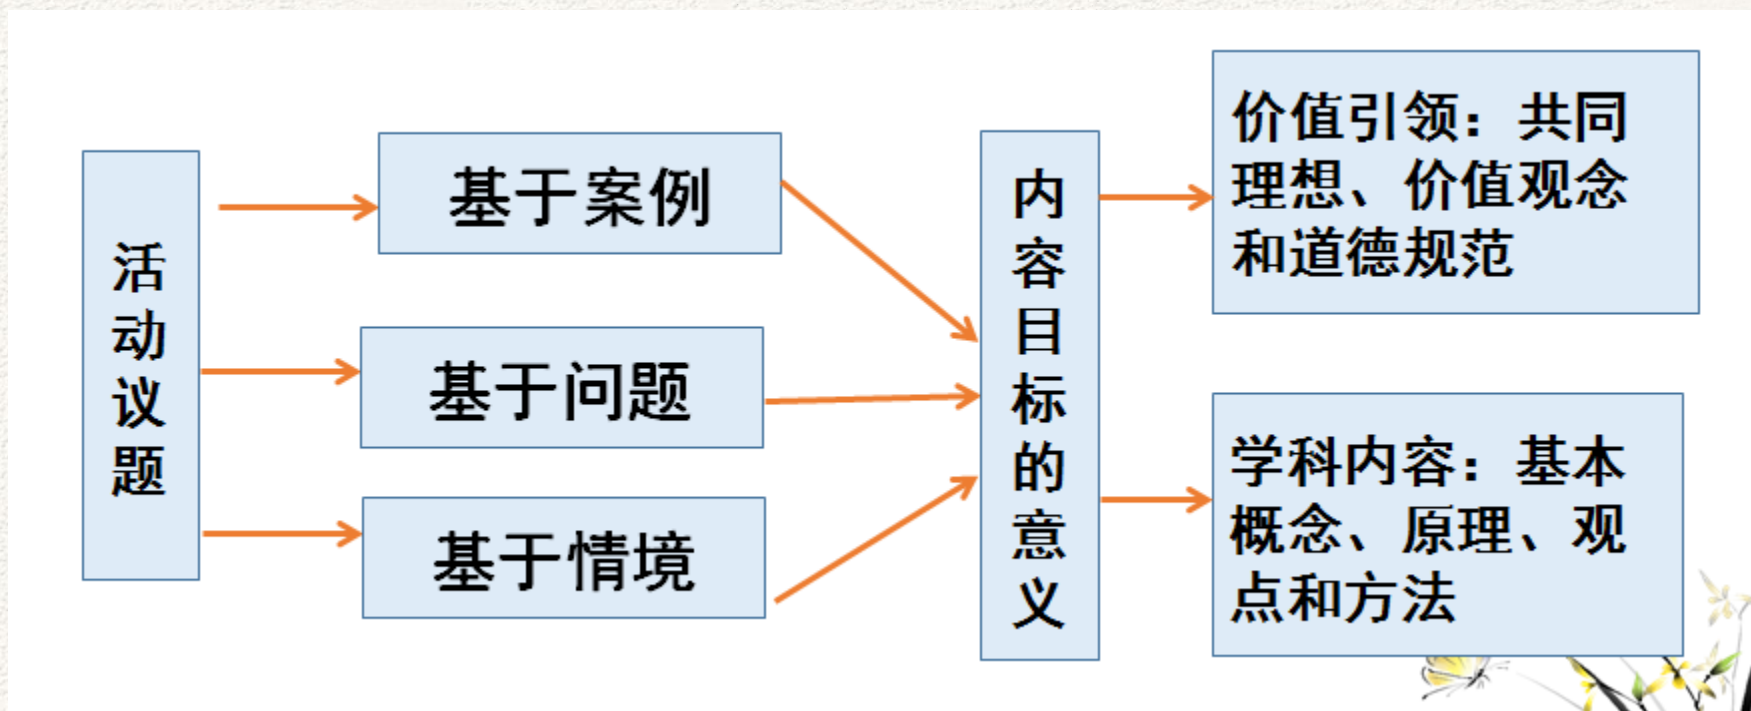 活动议题
基于案例
基于问题
基于情境
内容目标的意义
价值引领：共同
理想、价值观念
和道德规范
学科内容：基本
概念、原理、观
点和方法